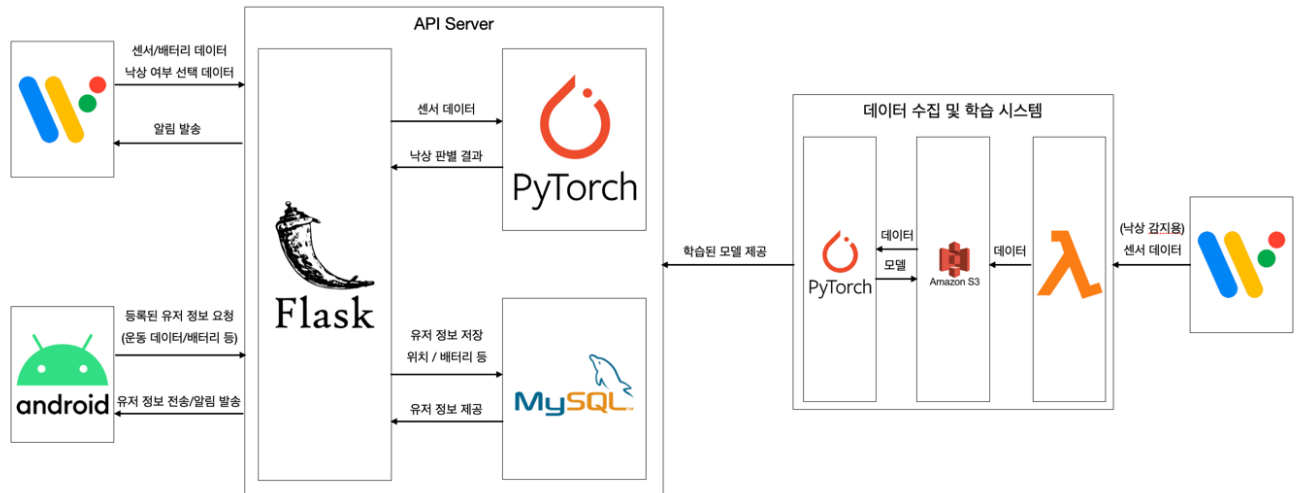 API Server
센서/배터리 데이터
낙상 여부 선택 데이터
알림 발송
센서 데이터
낙상 판별 결과
PyTorch
Flask
등록된 유저 정보 요청
(운동 데이터/배터리 등)
android
유저 정보 전송/알림 발송
유저 정보 저장
위치 / 배터리 등
유저 정보 제공
MySQL
학습된 모델 제공
데이터 수집 및 학습 시스템
PyTorch
데이터
모델
Amazon S3
데이터
λ
(낙상 감지용)
센서 데이터